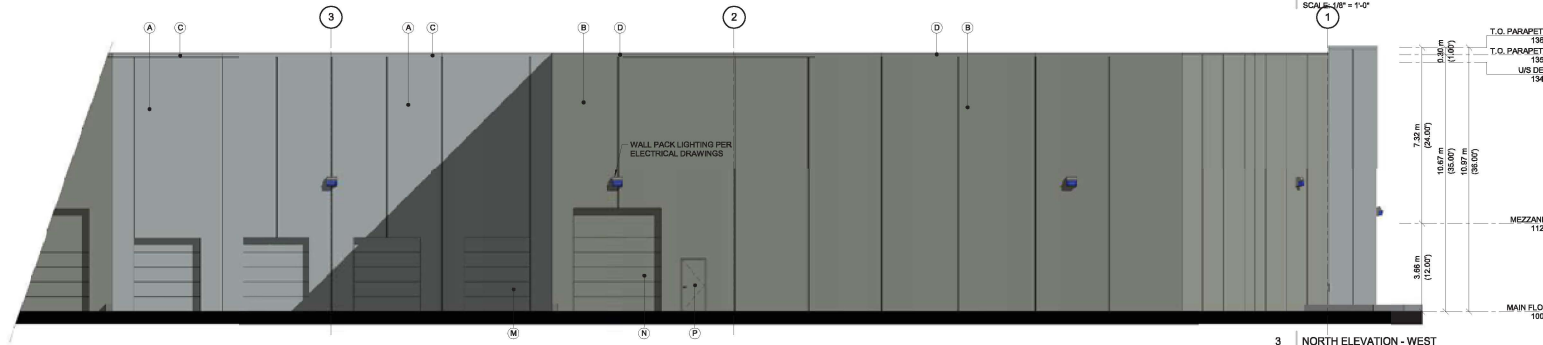 SCALE: 1/8" = 1'-0"
3
2
1
A
C
A
C
B
D
D
B
T.O. PARAPET
136
T.O. PARAPET
135
U/S DE
134
0.30 m
(1.00')
7.32 m
(24.00')
10.67 m
(35.00')
10.97 m
(36.00')
WALL PACK LIGHTING PER
ELECTRICAL DRAWINGS
MEZZANI
112
3.66 m
(12.00')
MAIN FLO
100
M
N
P
3 NORTH ELEVATION - WEST